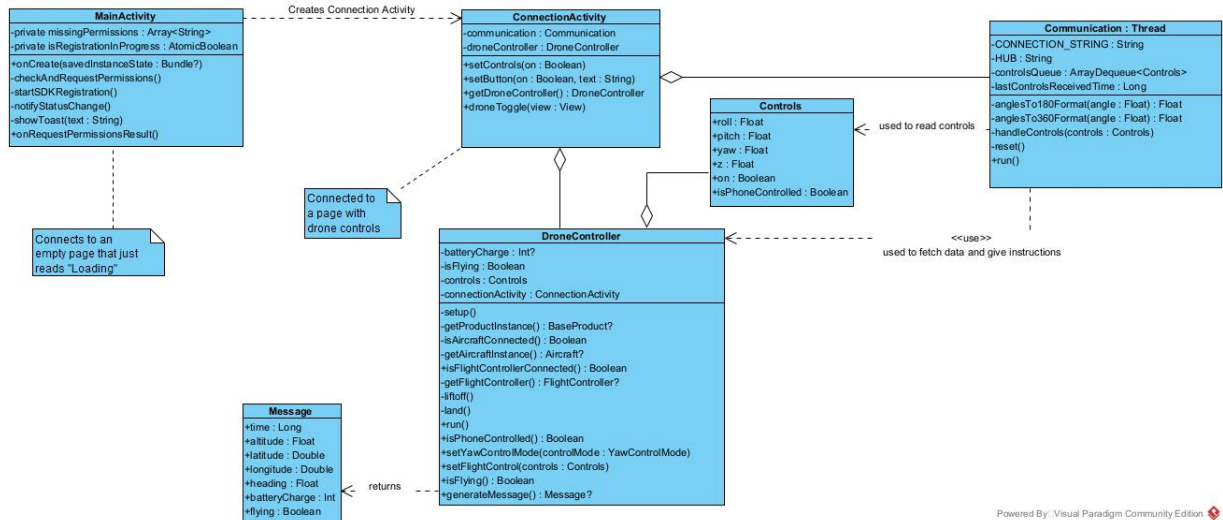 MainActivity
-private missingPermissions : Array<String>
-private isRegistrationInProgress : AtomicBoolean
+onCreate(savedInstanceState : Bundle?)
-checkAndRequestPermissions()
-startSDKRegistration()
-notifyStatusChange()
-showToast(text : String)
+onRequestPermissionsResult()
Creates Connection Activity
ConnectionActivity
-communication : Communication
-droneController : DroneController
+setControls(on : Boolean)
+setButton(on : Boolean, text : String)
+getDroneController() : DroneController
+droneToggle(view : View)
Communication : Thread
-CONNECTION_STRING : String
-HUB : String
-controlsQueue : ArrayDequeue<Controls>
-lastControlsReceivedTime : Long
-anglesTo180Format(angle : Float) : Float
-anglesTo360Format(angle : Float) : Float
-handleControls(controls : Controls)
-reset()
+run()
Controls
+roll : Float
+pitch : Float
+yaw : Float
+z : Float
+on : Boolean
+isPhoneControlled : Boolean
used to read controls
Connected to
a page with
drone controls
Connects to an
empty page that just
reads "Loading"
<<use>>
used to fetch data and give instructions
DroneController
-batteryCharge : Int?
-isFlying : Boolean
-controls : Controls
-connectionActivity : ConnectionActivity
-setup()
-getProductInstance() : BaseProduct?
-isAircraftConnected() : Boolean
-getAircraftInstance() : Aircraft?
+isFlightControllerConnected() : Boolean
-getFlightController() : FlightController?
-liftoff()
-land()
+run()
+isPhoneControlled() : Boolean
+setYawControlMode(controlMode : YawControlMode)
+setFlightControl(controls : Controls)
+isFlying() : Boolean
+generateMessage() : Message?
Message
+time : Long
+altitude : Float
+latitude : Double
+longitude : Double
+heading : Float
+batteryCharge : Int
+flying : Boolean
returns
Powered By Visual Paradigm Community Edition